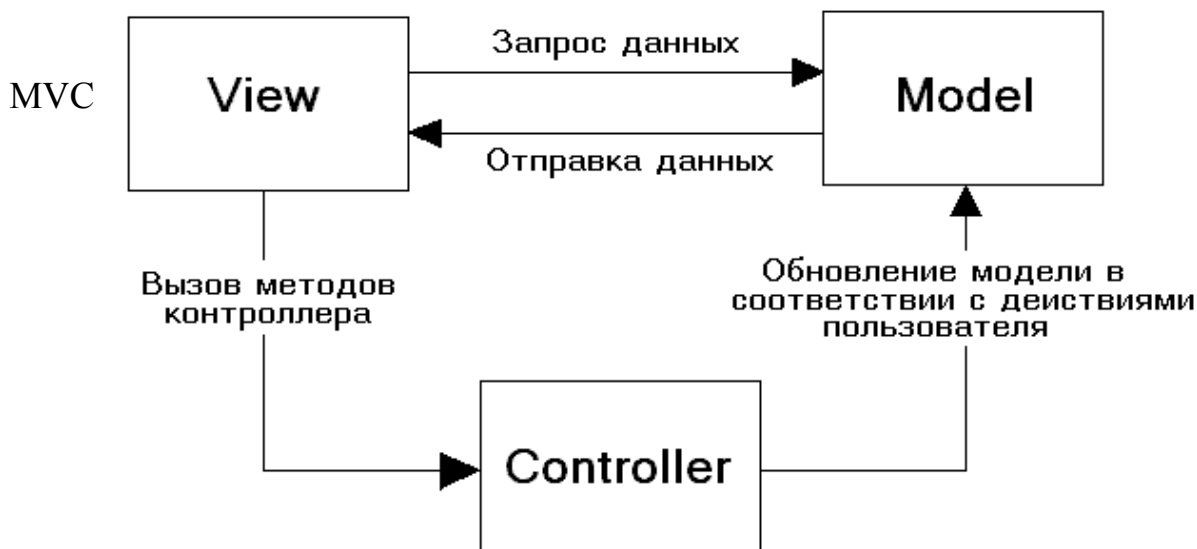 Запрос данных
MVC
View
Model
Отправка данных
Вызов методов
контроллера
Обновление модели в
соответствии с деиствиями
пользователя
Controller